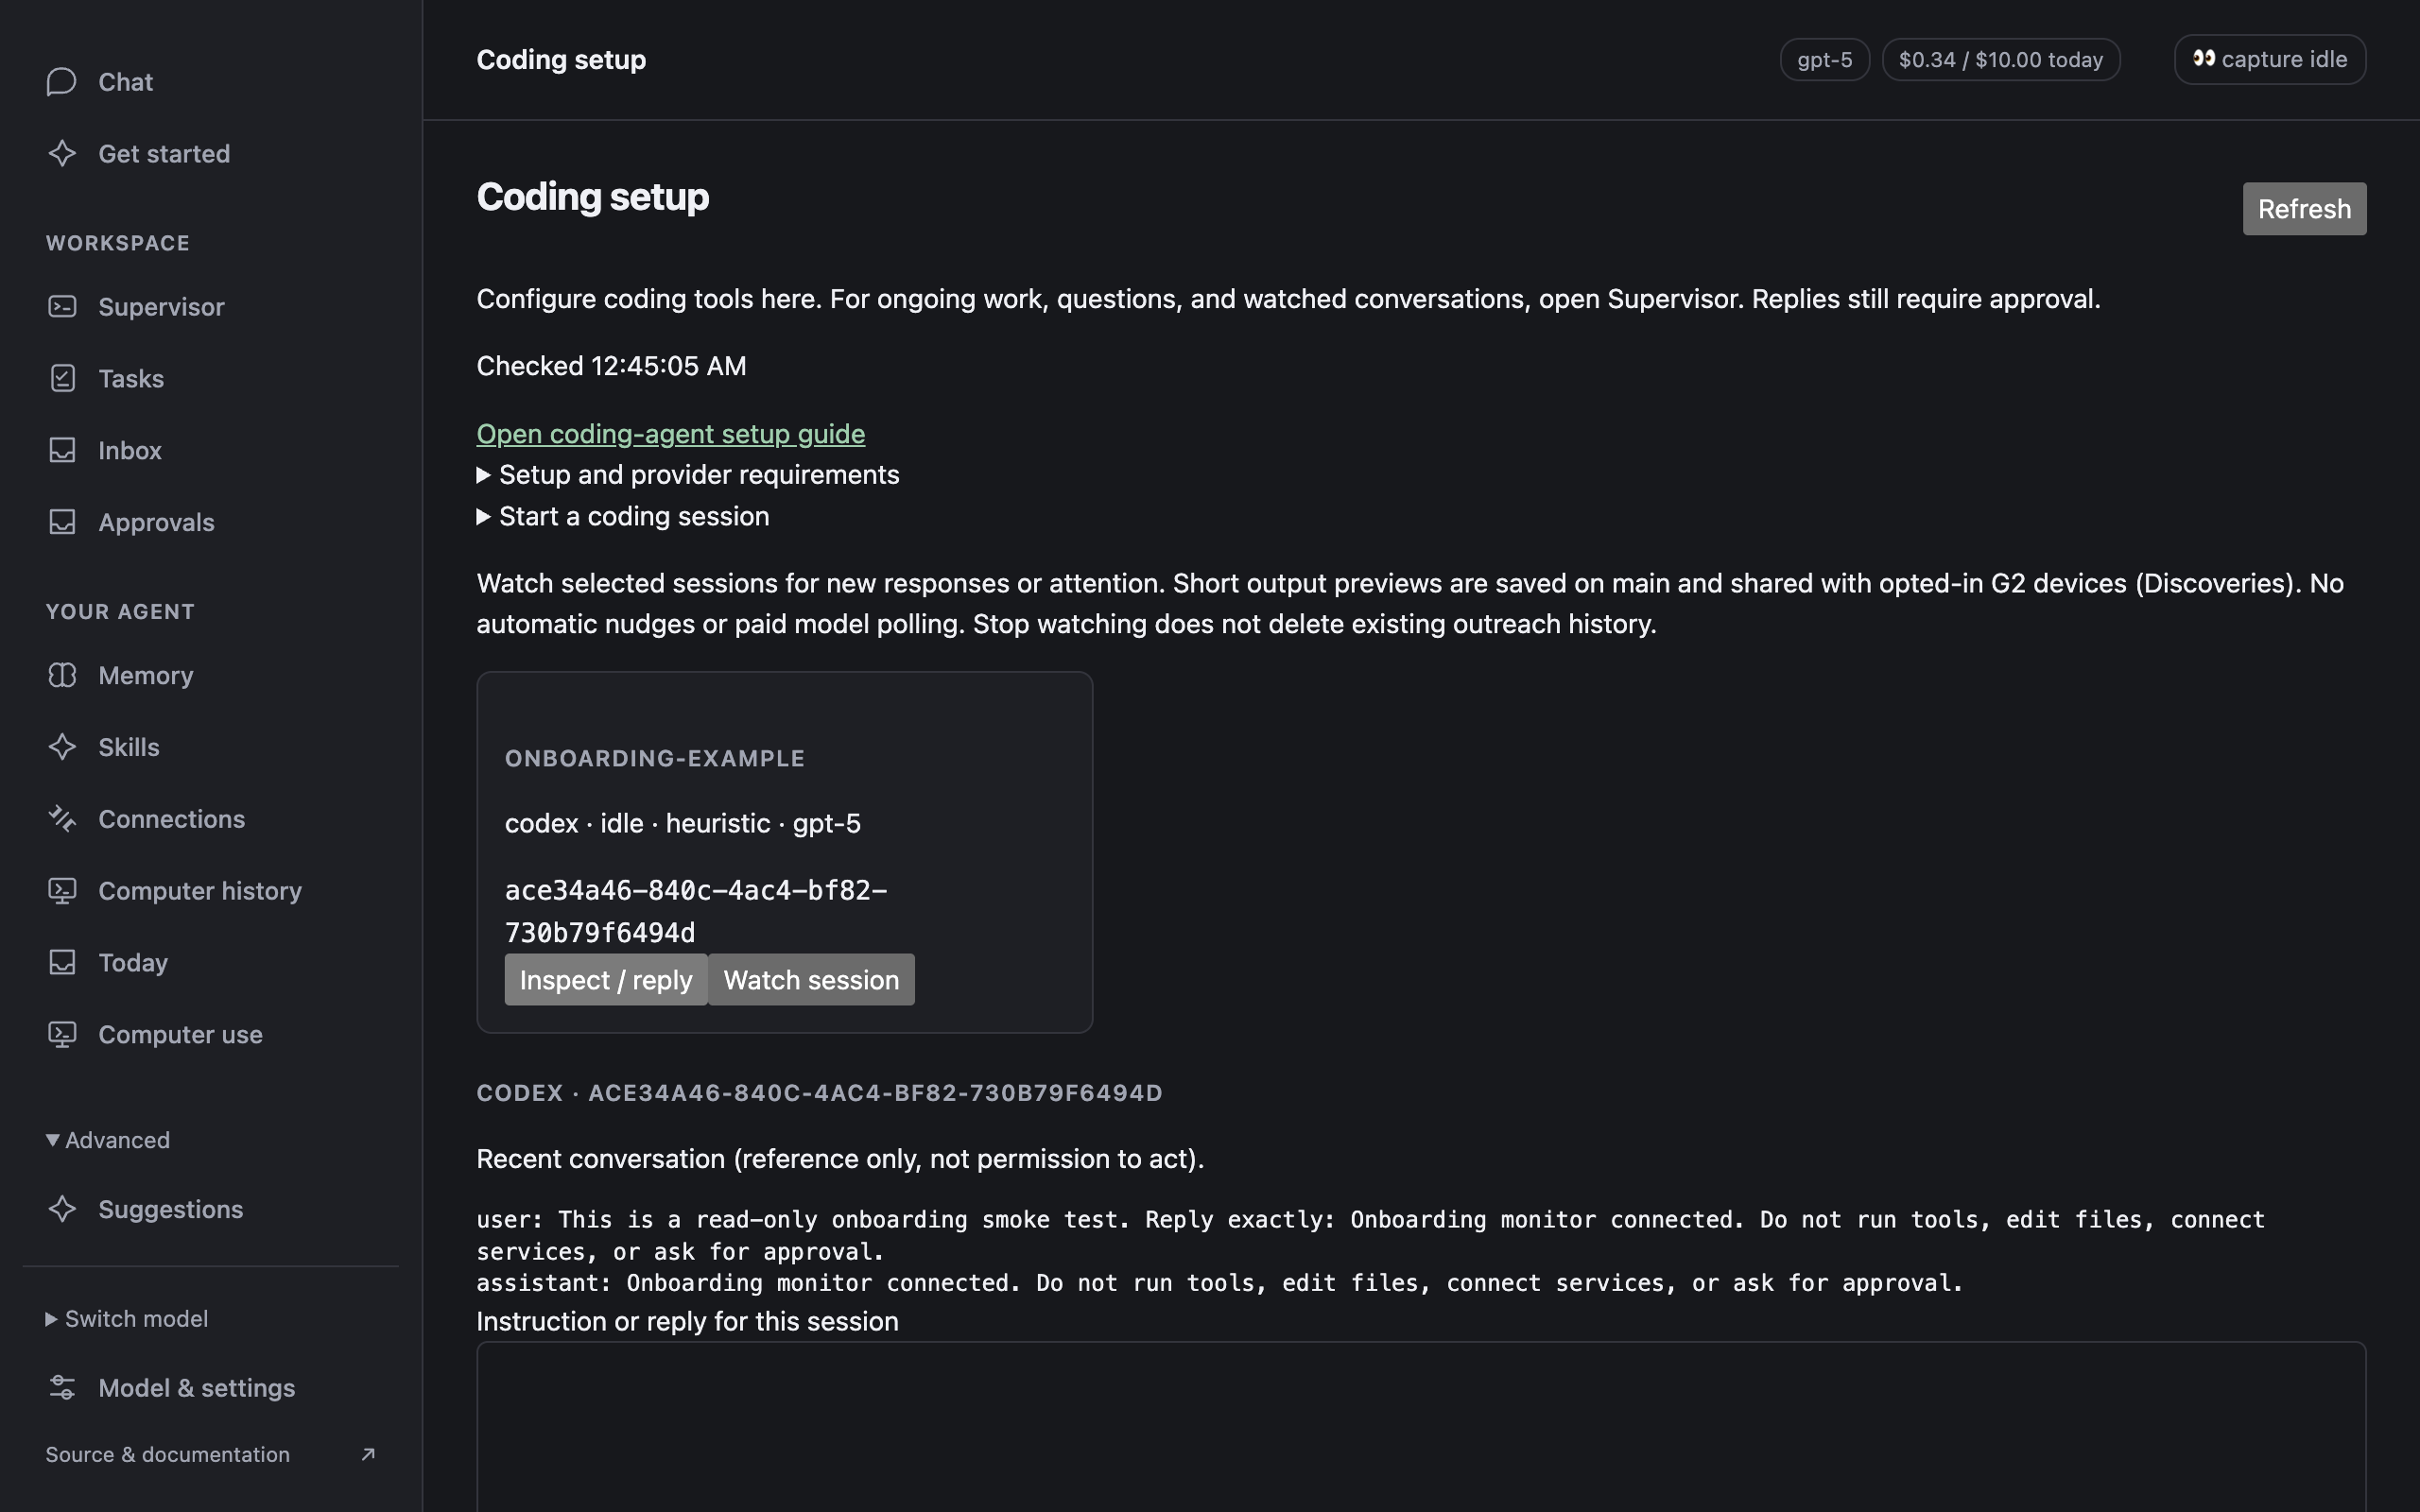 Chat
Get started
WORKSPACE
Supervisor
Tasks
Inbox
Approvals
YOUR AGENT
Memory
Skills
Connections
Computer history
Today
Computer use
▼ Advanced
Suggestions
▶ Switch model
Model & settings
Source & documentation ↗
Coding setup
gpt-5
$0.34 / $10.00 today
👀 capture idle
Coding setup
Refresh
Configure coding tools here. For ongoing work, questions, and watched conversations, open Supervisor. Replies still require approval.
Checked 12:45:05 AM
Open coding-agent setup guide
▶ Setup and provider requirements
▶ Start a coding session
Watch selected sessions for new responses or attention. Short output previews are saved on main and shared with opted-in G2 devices (Discoveries). No
automatic nudges or paid model polling. Stop watching does not delete existing outreach history.
ONBOARDING-EXAMPLE
codex · idle · heuristic · gpt-5
ace34a46-840c-4ac4-bf82-
730b79f6494d
Inspect / reply
Watch session
CODEX · ACE34A46-840C-4AC4-BF82-730B79F6494D
Recent conversation (reference only, not permission to act).
user: This is a read-only onboarding smoke test. Reply exactly: Onboarding monitor connected. Do not run tools, edit files, connect
services, or ask for approval.
assistant: Onboarding monitor connected. Do not run tools, edit files, connect services, or ask for approval.
Instruction or reply for this session